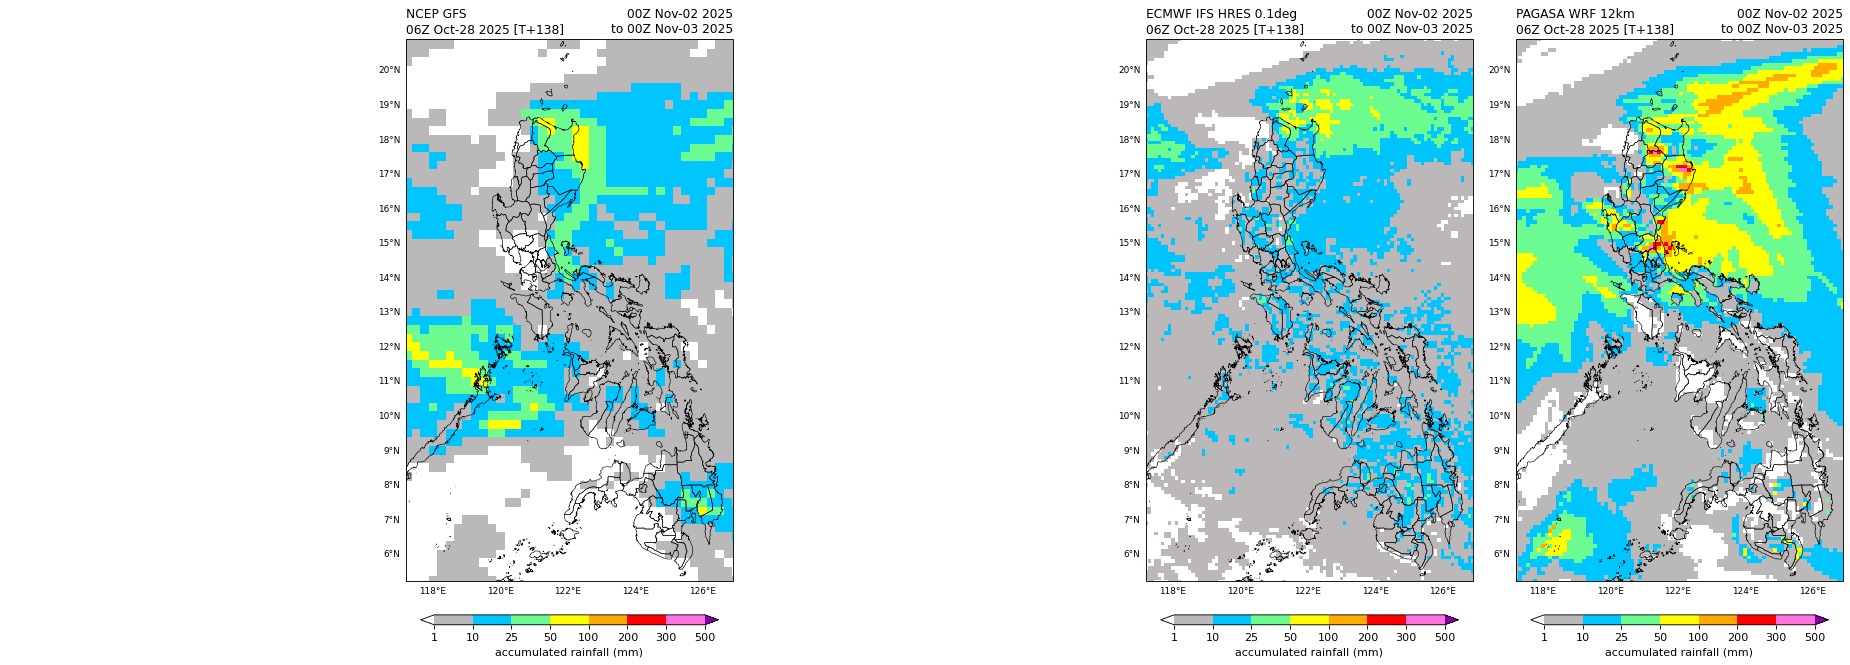 NCEP GFS 00Z Nov-02 2025
06Z Oct-28 2025 [T+138] to 00Z Nov-03 2025
20°N
19°N
18°N
17°N
16°N
15°N
14°N
13°N
12°N
11°N
10°N
9°N
8°N
7°N
6°N
118°E 120°E 122°E 124°E 126°E
1 10 25 50 100 200 300 500
accumulated rainfall (mm)
ECMWF IFS HRES 0.1deg 00Z Nov-02 2025
06Z Oct-28 2025 [T+138] to 00Z Nov-03 2025
20°N
19°N
18°N
17°N
16°N
15°N
14°N
13°N
12°N
11°N
10°N
9°N
8°N
7°N
6°N
118°E 120°E 122°E 124°E 126°E
1 10 25 50 100 200 300 500
accumulated rainfall (mm)
PAGASA WRF 12km 00Z Nov-02 2025
06Z Oct-28 2025 [T+138] to 00Z Nov-03 2025
20°N
19°N
18°N
17°N
16°N
15°N
14°N
13°N
12°N
11°N
10°N
9°N
8°N
7°N
6°N
118°E 120°E 122°E 124°E 126°E
1 10 25 50 100 200 300 500
accumulated rainfall (mm)